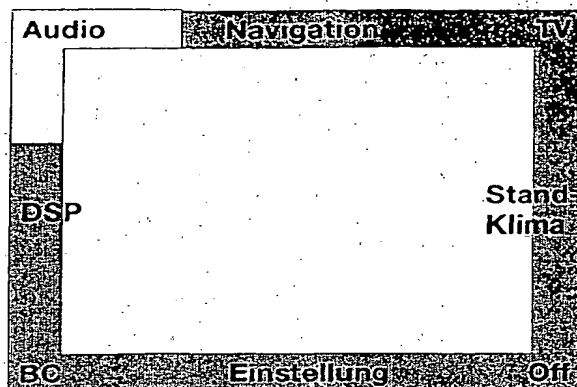 Audio
Navigation
TV
DSP
Stand
Klima
BC
Einstellung
Off